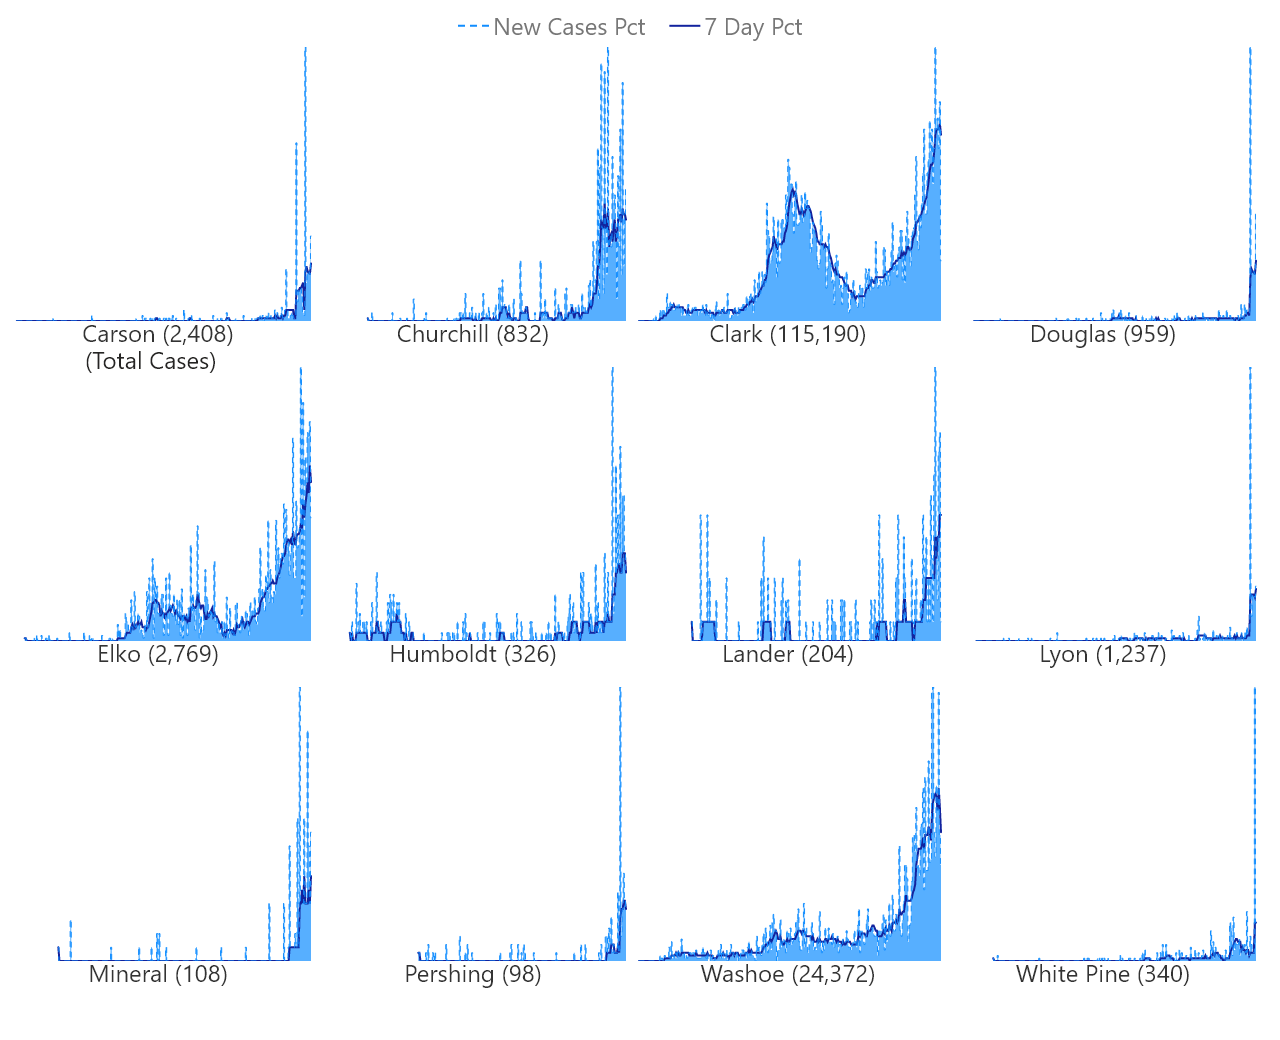 New Cases Pct 7 Day Pct
Carson (2,408) Churchill (832) Clark (115,190) Douglas (959)
(Total Cases)
Elko (2,769) Humboldt (326) Lander (204) Lyon (1,237)
Mineral (108) Pershing (98) Washoe (24,372) White Pine (340)